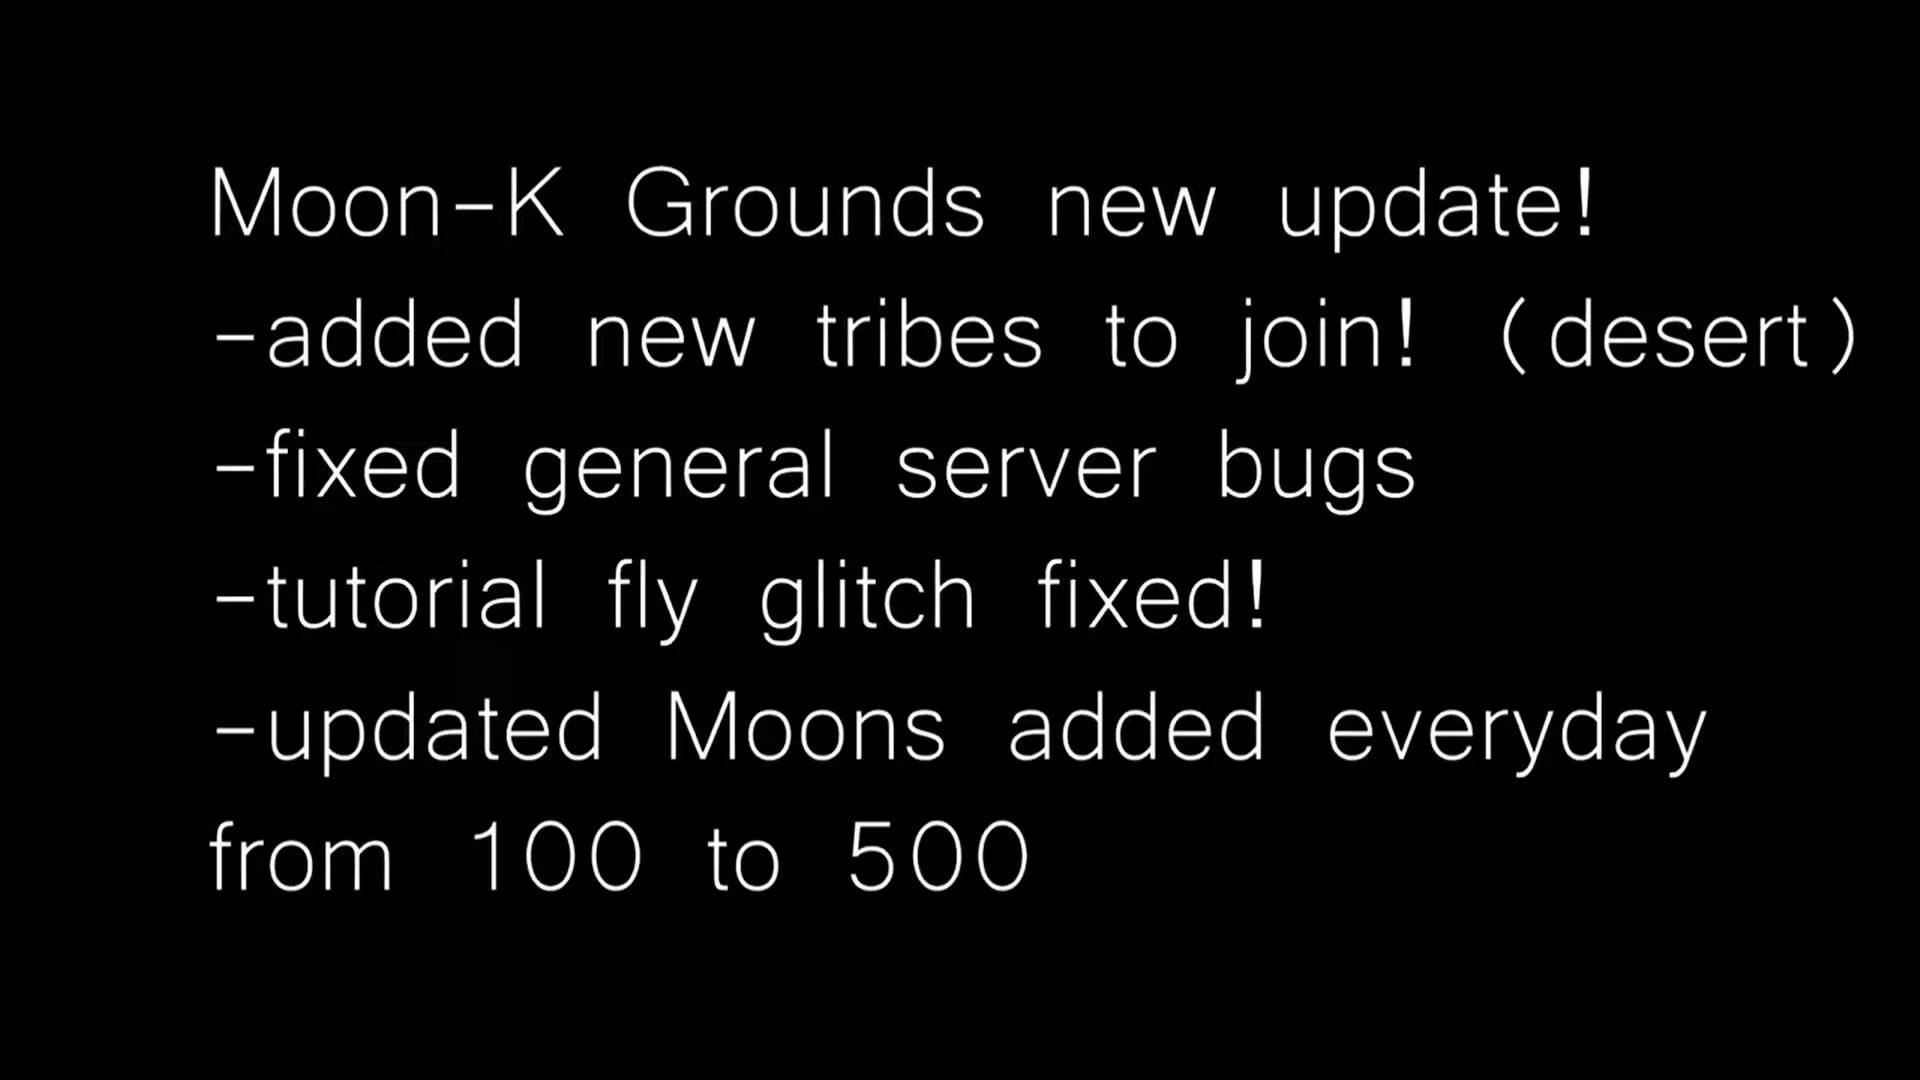 Moon-K Grounds new update!
-added new tribes to join! (desert)
-fixed general server bugs
-tutorial fly glitch fixed!
-updated Moons added everyday
from 100 to 500